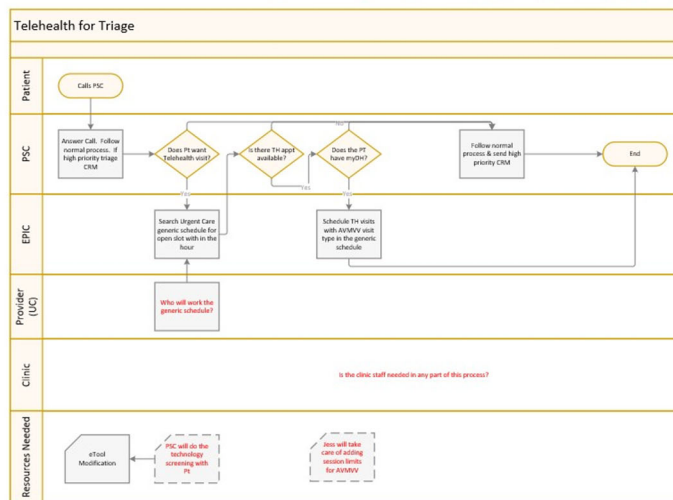 Telehealth for Triage
Patient
Calls PSC
PSC
Answer Call. Follow
normal process. If
high priority triage
CRM
Does Pt want
Telehealth visit?
Is there TH appt
available?
Does the PT
have myDH?
No
Follow normal
process & send high
priority CRM
End
Yes
Yes
Yes
EPIC
Search Urgent Care
generic schedule for
open slot with in the
hour
Schedule TH visits
with AVMVV visit
type in the generic
schedule
Provider
(UC)
Who will work the
generic schedule?
Clinic
Is the clinic staff needed in any part of this process?
Resources Needed
eTool
Modification
PSC will do the
technology
screening with
Pt
Jess will take
care of adding
session limits
for AVMVV